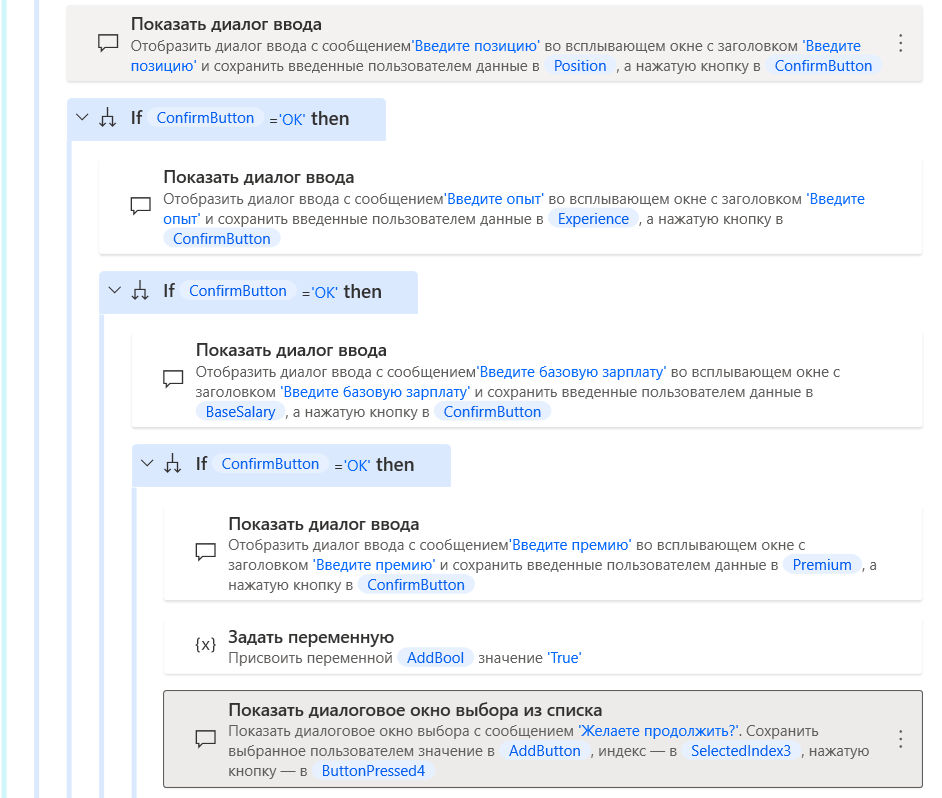 Показать диалог ввода
Отобразить диалог ввода с сообщением'Введите позицию' во всплывающем окне с заголовком 'Введите
позицию' и сохранить введенные пользователем данные в Position , а нажатую кнопку в ConfirmButton
If ConfirmButton ='OK' then
Показать диалог ввода
Отобразить диалог ввода с сообщением'Введите опыт' во всплывающем окне с заголовком 'Введите
опыт' и сохранить введенные пользователем данные в Experience , а нажатую кнопку в
ConfirmButton
If ConfirmButton ='OK' then
Показать диалог ввода
Отобразить диалог ввода с сообщением'Введите базовую зарплату' во всплывающем окне с
заголовком 'Введите базовую зарплату' и сохранить введенные пользователем данные в
BaseSalary , а нажатую кнопку в ConfirmButton
If ConfirmButton ='OK' then
Показать диалог ввода
Отобразить диалог ввода с сообщением'Введите премию' во всплывающем окне с
заголовком 'Введите премию' и сохранить введенные пользователем данные в Premium , а
нажатую кнопку в ConfirmButton
{x} Задать переменную
Присвоить переменной AddBool значение 'True'
Показать диалоговое окно выбора из списка
Показать диалоговое окно выбора с сообщением 'Желаете продолжить?'. Сохранить
выбранное пользователем значение в AddButton , индекс — в SelectedIndex3 , нажатую
кнопку — в ButtonPressed4